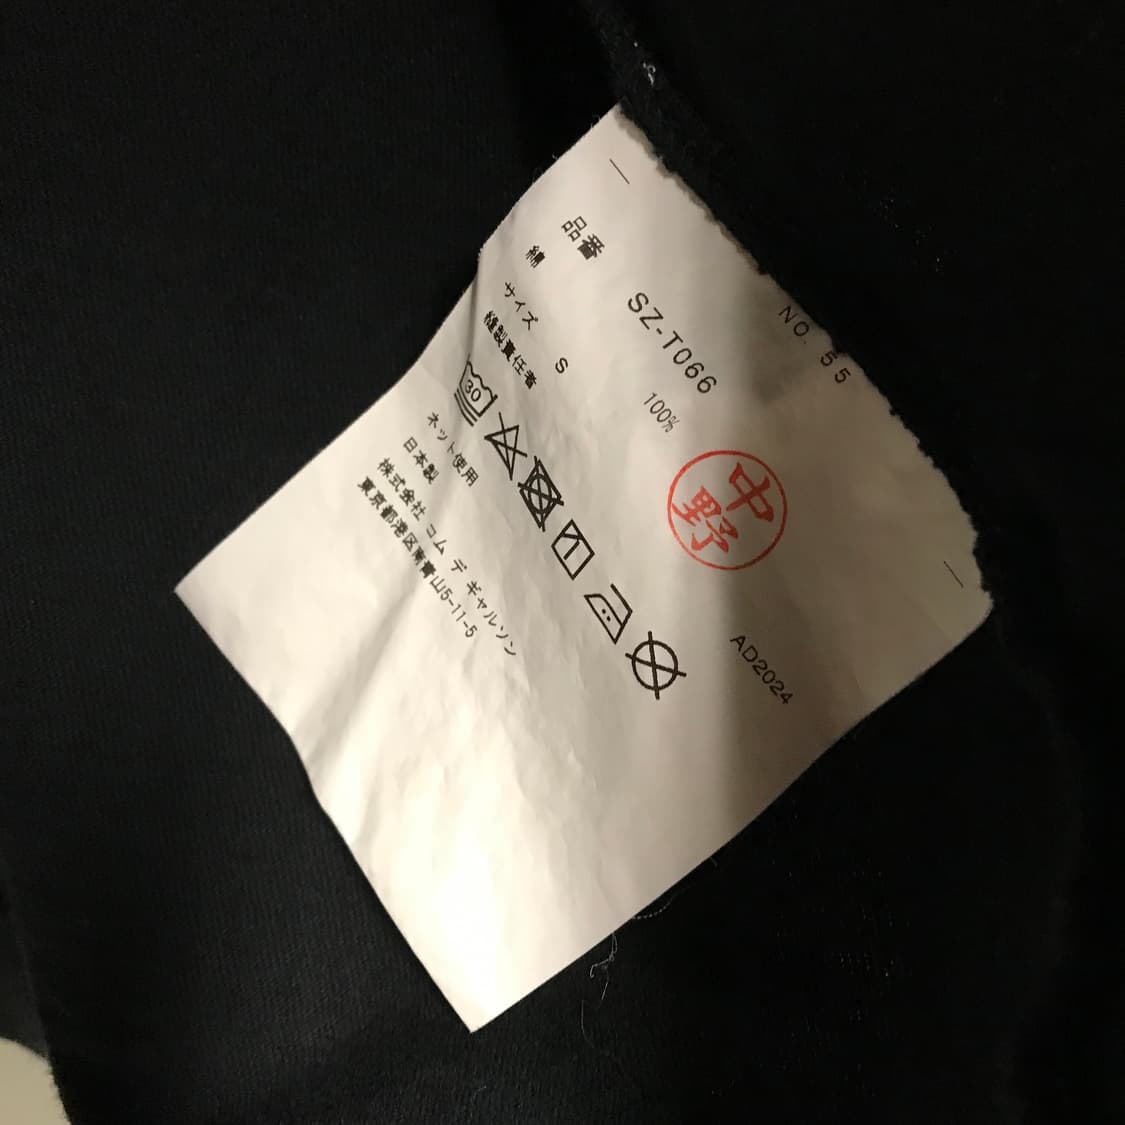 NO. 55
品番 SZ-T066 AD2024
綿 100%
サイズ S
縫製責任者 中野
30
ネット使用
日本製
株式会社 コム デ ギャルソン
東京都港区南青山5-11-5